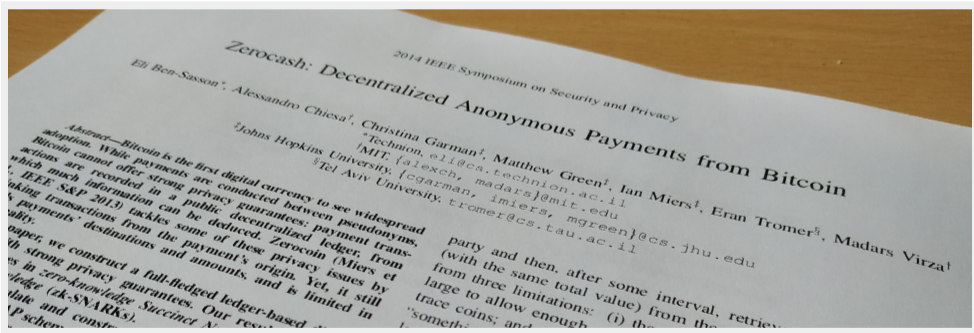 2014 IEEE Symposium on Security and Privacy
Zerocash: Decentralized Anonymous Payments from Bitcoin
Eli Ben-Sasson*, Alessandro Chiesa†, Christina Garman‡, Matthew Green‡, Ian Miers‡, Eran Tromer§, Madars Virza†
*Technion, eli@cs.technion.ac.il
†MIT, {alexch, madars}@mit.edu
‡Johns Hopkins University, {cgarman, imiers, mgreen}@cs.jhu.edu
§Tel Aviv University, tromer@cs.tau.ac.il
Abstract—Bitcoin is the first digital currency to see widespread
adoption. While payments are conducted between pseudonyms,
Bitcoin cannot offer strong privacy guarantees: payment trans-
actions are recorded in a public decentralized ledger, from
which much information can be deduced. Zerocoin (Miers et
IEEE S&P 2013) tackles some of these privacy issues by
transactions from the payment's origin. Yet, it still
payments' destinations and amounts, and is limited in
paper, we construct a full-fledged ledger-based
strong privacy guarantees. Our
in zero-knowledge Succinct
(zk-SNARKs).
and
party and then, after some interval,
(with the same total value) from the
from three limitations: (i)
large to allow enough
trace coins; and